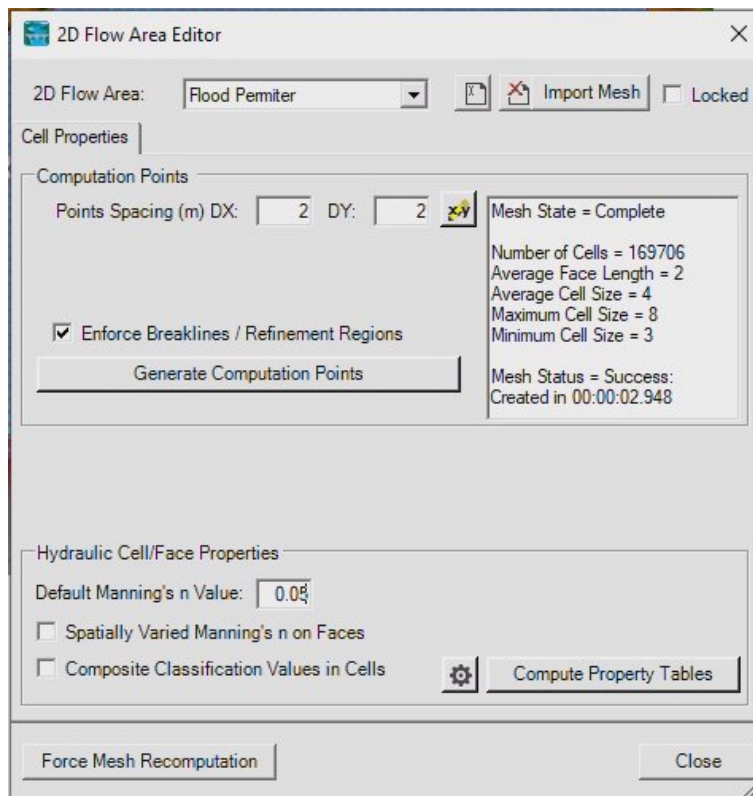 2D Flow Area Editor
2D Flow Area: Flood Permiter Import Mesh Locked
Cell Properties
Computation Points
Points Spacing (m) DX: 2 DY: 2 x,y
Mesh State = Complete
Number of Cells = 169706
Average Face Length = 2
Average Cell Size = 4
Maximum Cell Size = 8
Minimum Cell Size = 3
Mesh Status = Success:
Created in 00:00:02.948
Enforce Breaklines / Refinement Regions
Generate Computation Points
Hydraulic Cell/Face Properties
Default Manning's n Value: 0.05
Spatially Varied Manning's n on Faces
Composite Classification Values in Cells Compute Property Tables
Force Mesh Recomputation Close